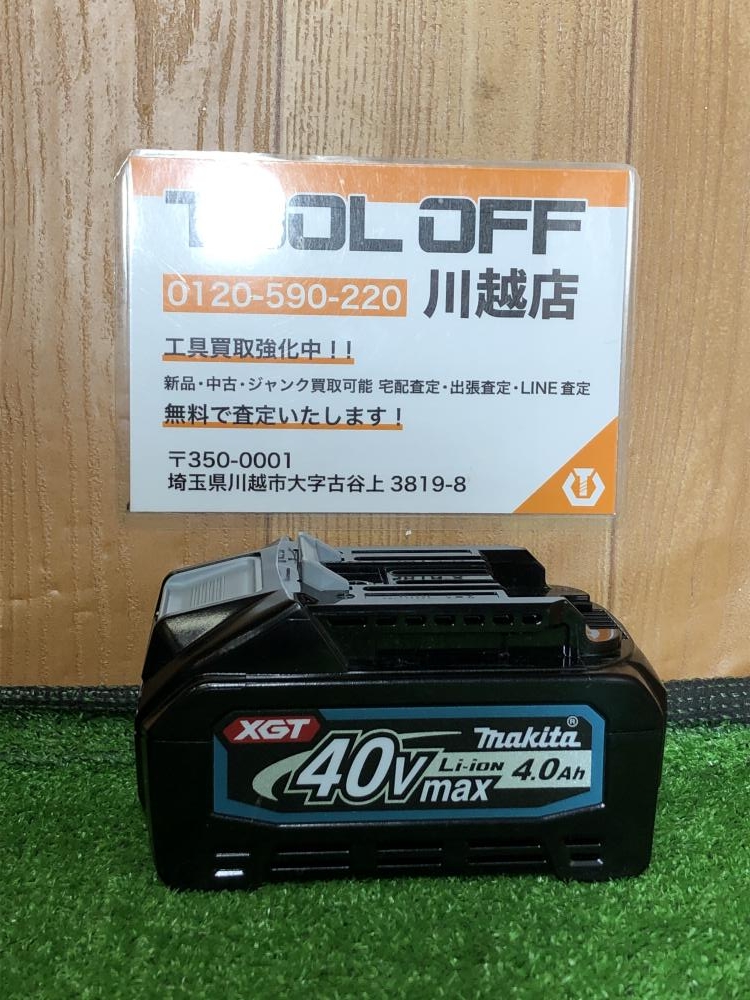 TOOL OFF
0120-590-220 川越店
工具買取強化中！！
新品・中古・ジャンク買取可能 宅配査定・出張査定・LINE査定
無料で査定いたします！
〒350-0001
埼玉県川越市大字古谷上 3819-8
XGT
makita®
40Vmax Li-ion 4.0Ah